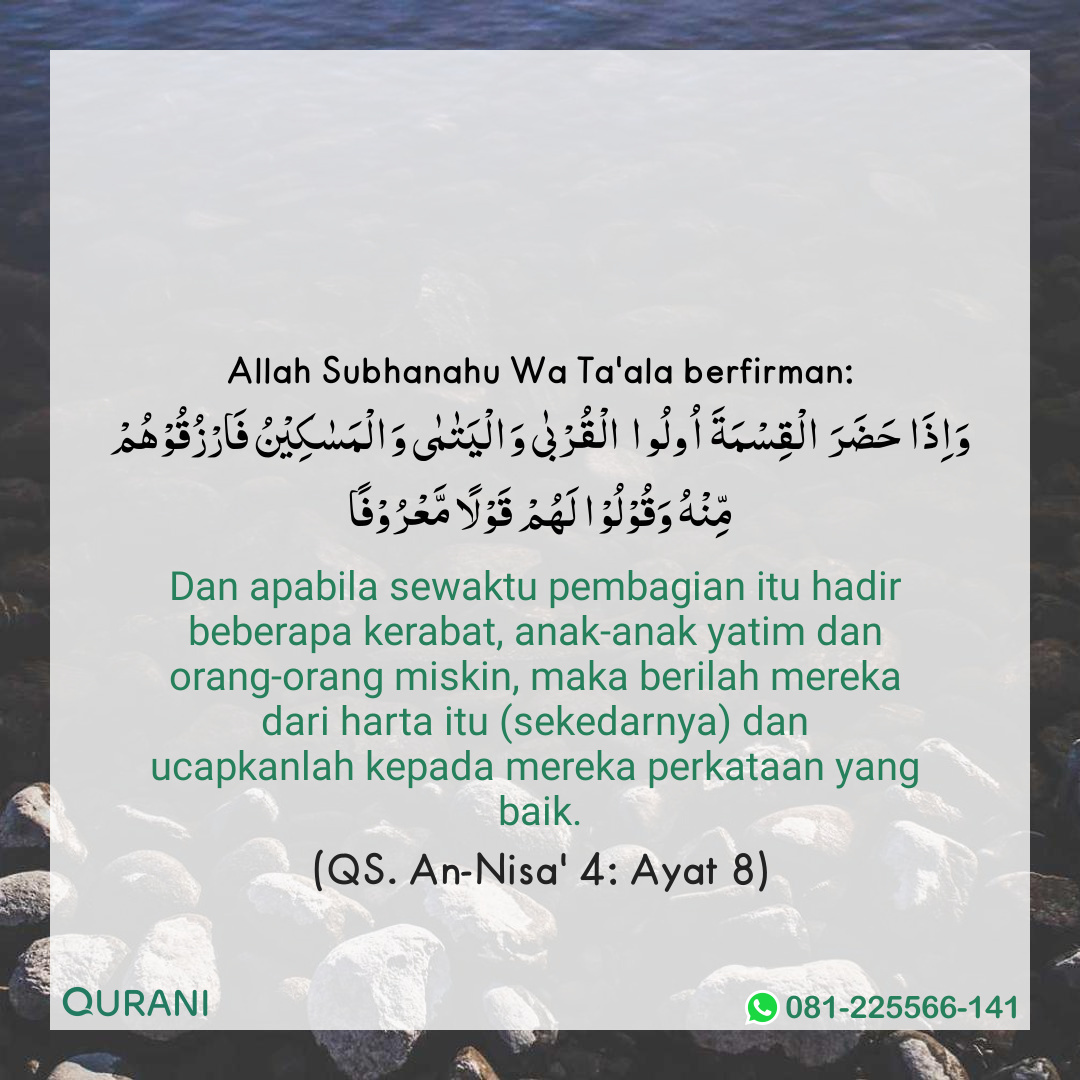 Allah Subhanahu Wa Ta'ala berfirman:
وَاِذَا حَضَرَ الْقِسْمَةَ اُولُوا الْقُرْبٰى وَالْيَتٰمٰى وَالْمَسٰكِيْنُ فَارْزُقُوْهُمْ
مِّنْهُ وَقُوْلُوْا لَهُمْ قَوْلًا مَّعْرُوْفًا
Dan apabila sewaktu pembagian itu hadir
beberapa kerabat, anak-anak yatim dan
orang-orang miskin, maka berilah mereka
dari harta itu (sekedarnya) dan
ucapkanlah kepada mereka perkataan yang
baik.
(QS. An-Nisa' 4: Ayat 8)
QURANI
081-225566-141